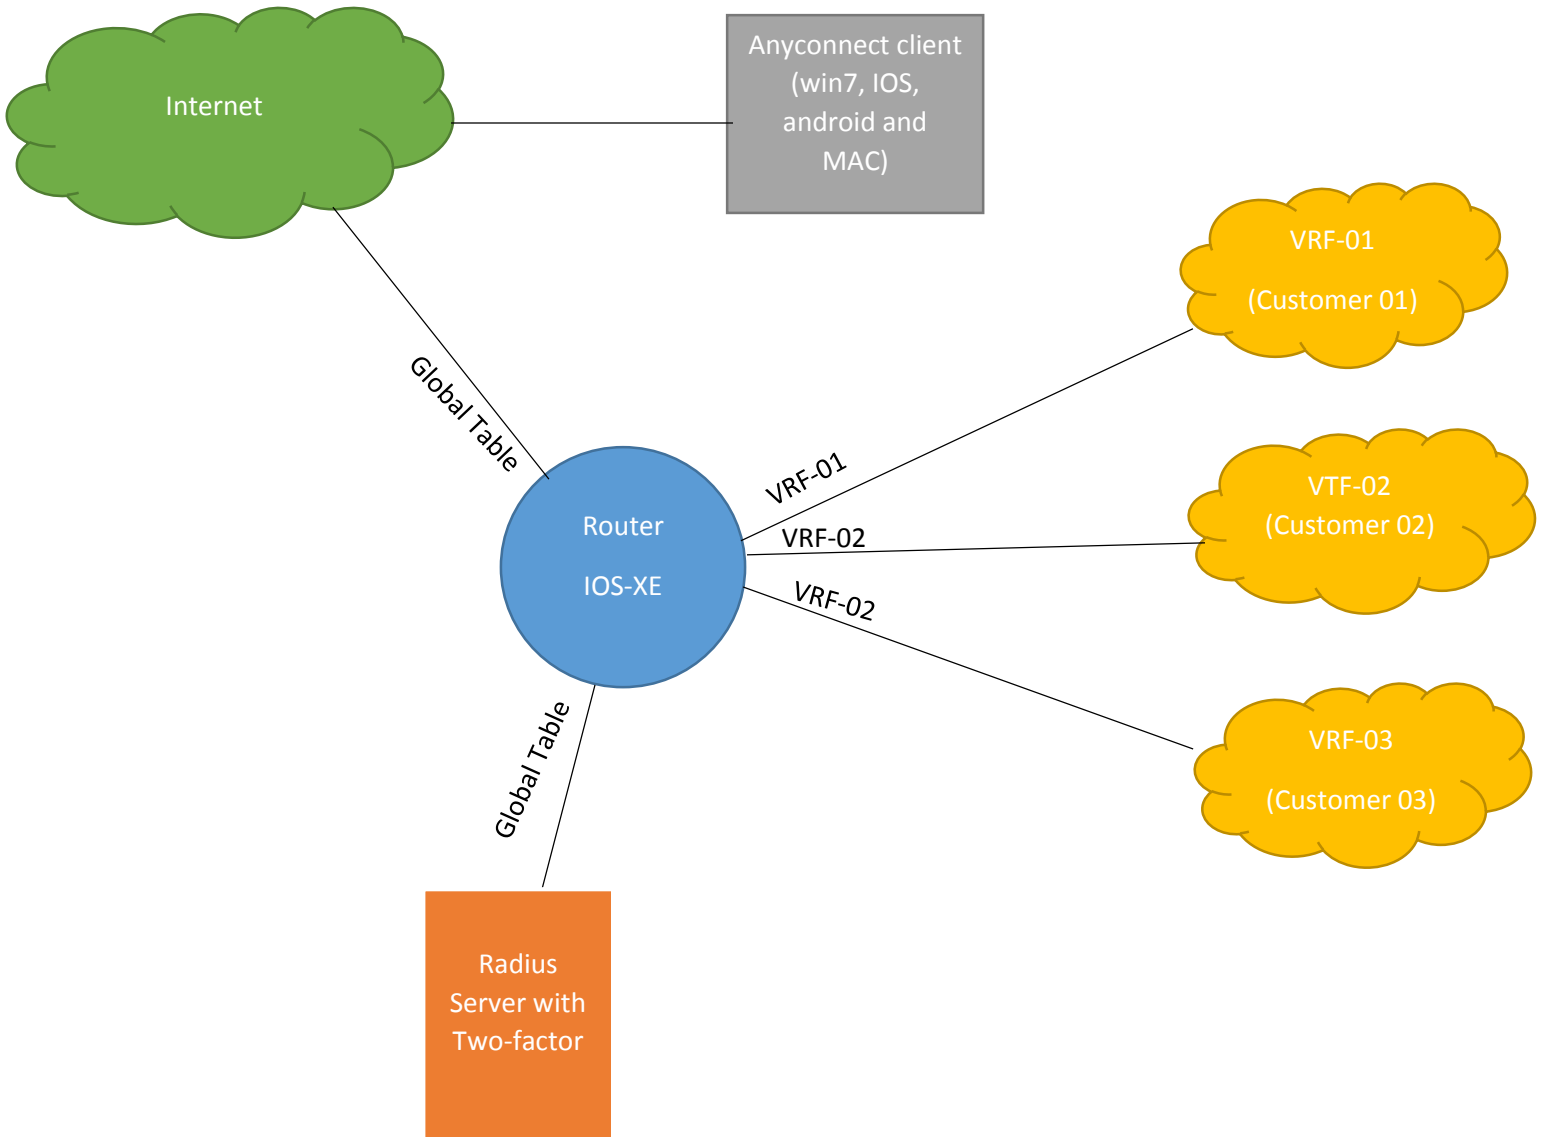 Internet
Anyconnect client
(win7, IOS,
android and
MAC)
VRF-01
(Customer 01)
Global Table
VRF-01
VTF-02
(Customer 02)
Router
IOS-XE
VRF-02
VRF-02
Global Table
VRF-03
(Customer 03)
Radius
Server with
Two-factor